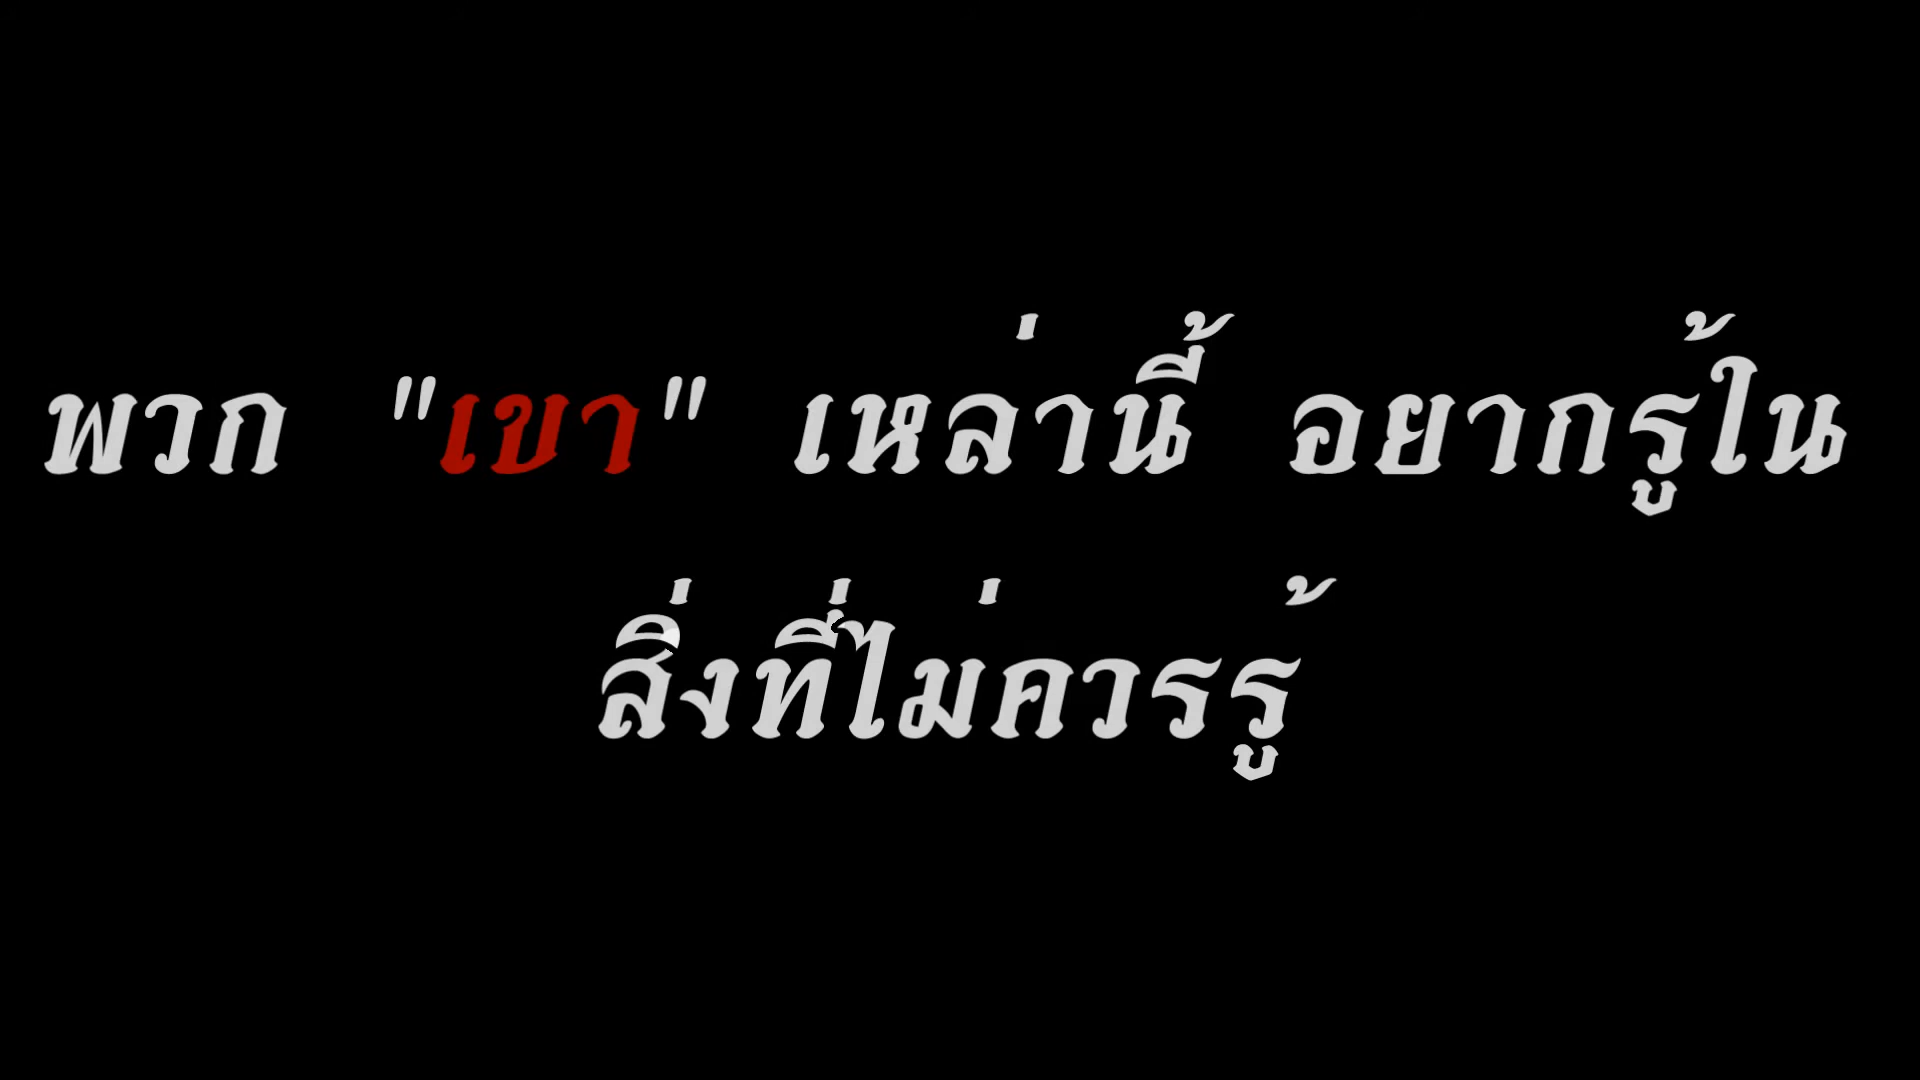 พวก "เขา" เหล่านี้ อยากรู้ใน
สิ่งที่ไม่ควรรู้